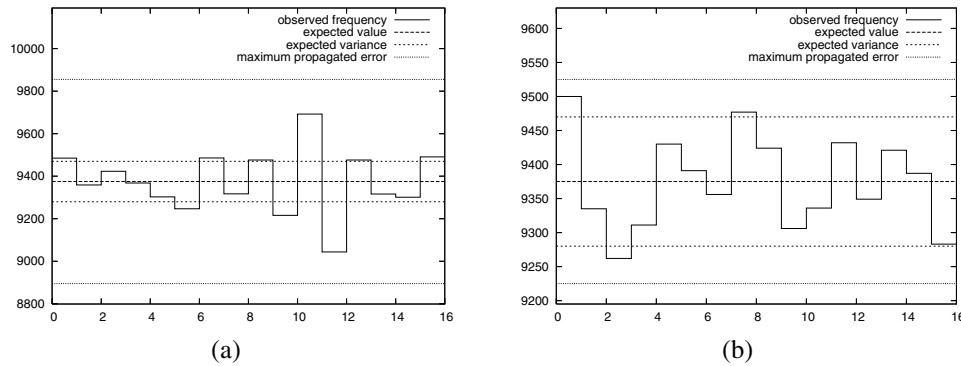 observed frequency
expected value
expected variance
maximum propagated error
10000
9800
9600
9400
9200
9000
8800
0 2 4 6 8 10 12 14 16
(a)
observed frequency
expected value
expected variance
maximum propagated error
9600
9550
9500
9450
9400
9350
9300
9250
9200
0 2 4 6 8 10 12 14 16
(b)